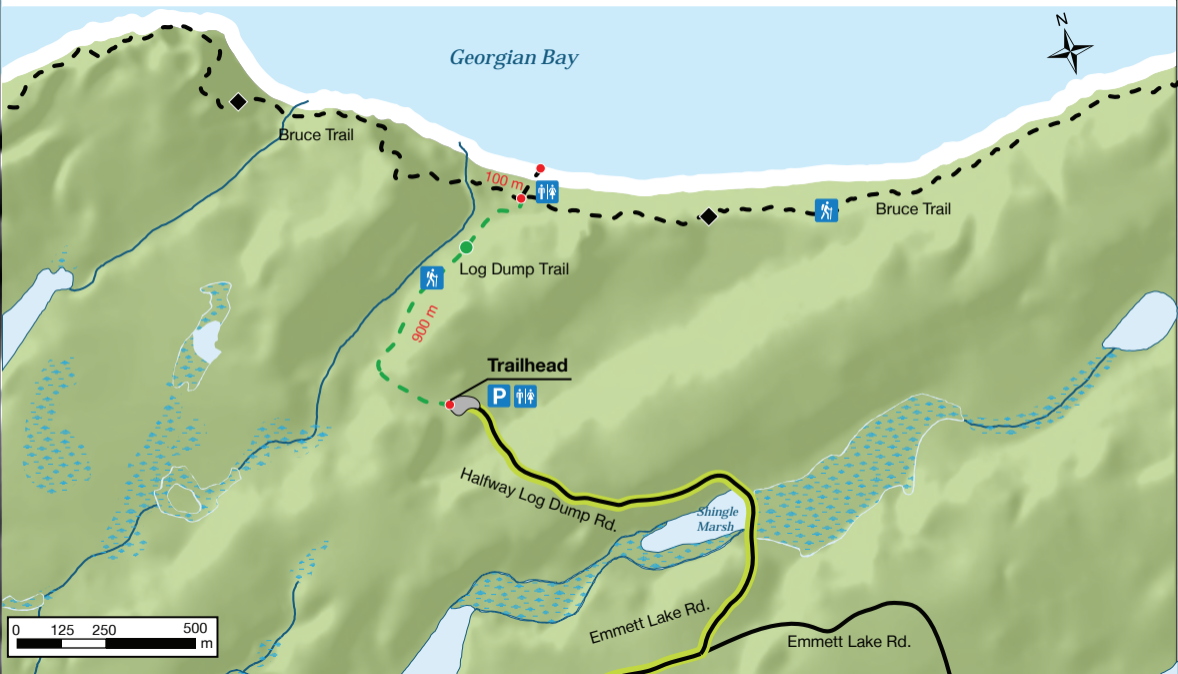 N
Georgian Bay
Bruce Trail
100 m
Bruce Trail
Log Dump Trail
900 m
Trailhead
P
Halfway Log Dump Rd.
Shingle
Marsh
Emmett Lake Rd.
Emmett Lake Rd.
0 125 250 500
m